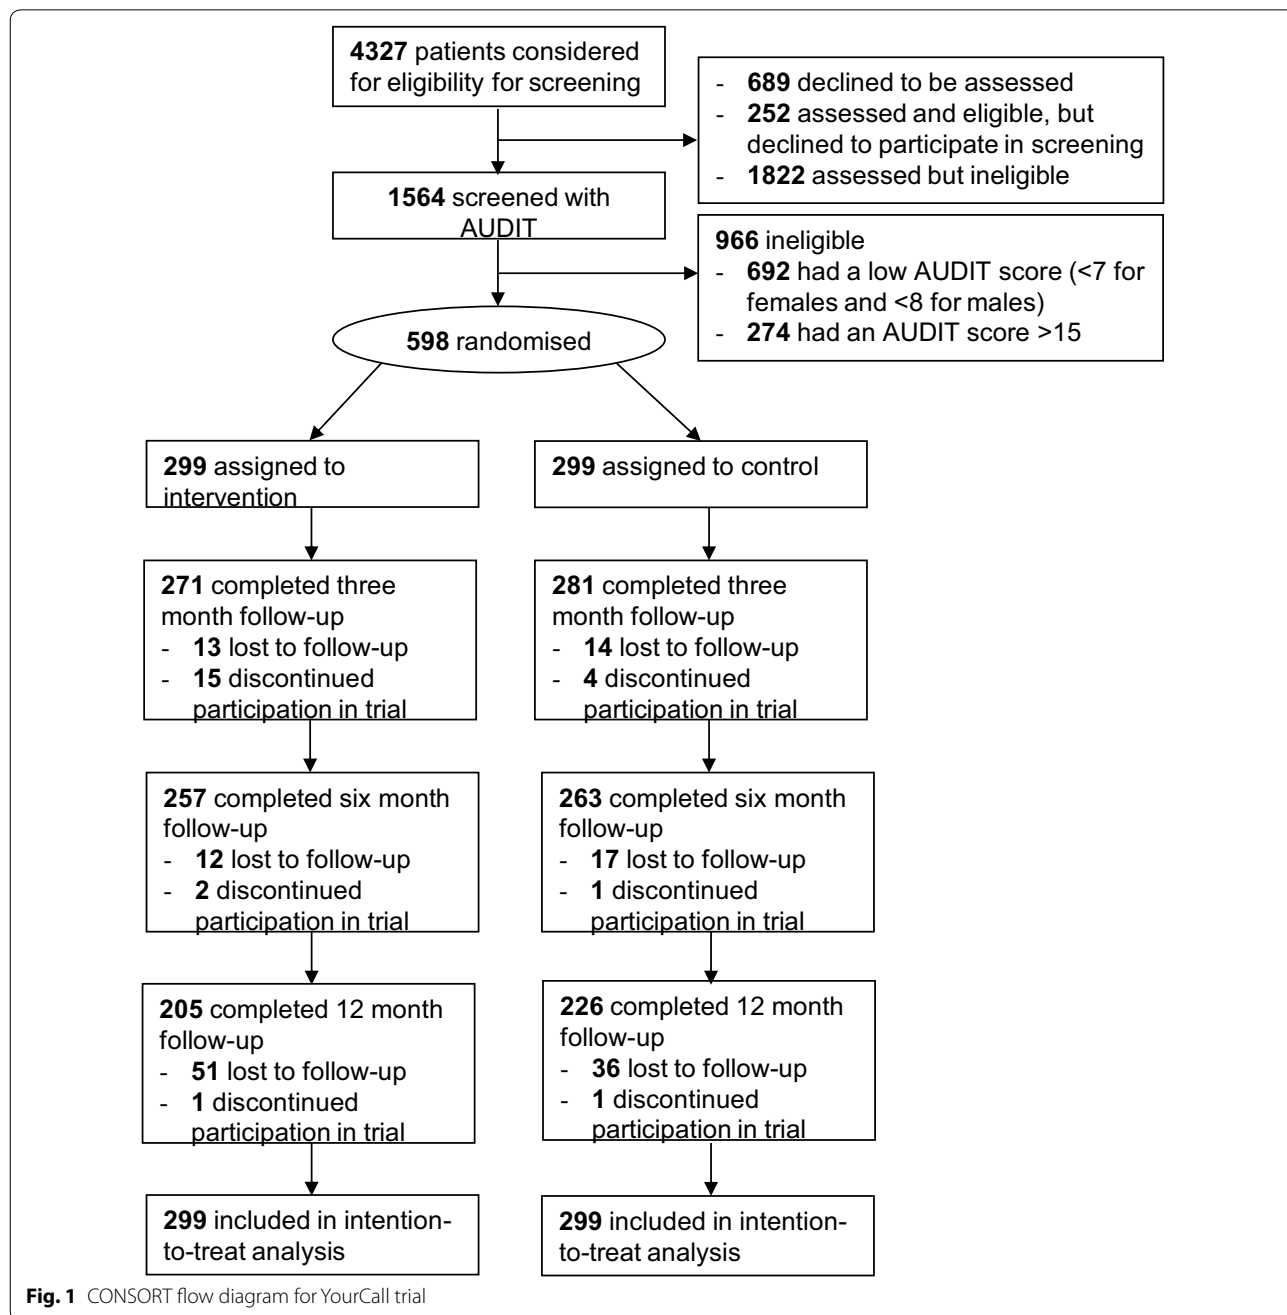 4327 patients considered
for eligibility for screening
- 689 declined to be assessed
- 252 assessed and eligible, but
declined to participate in screening
- 1822 assessed but ineligible
1564 screened with
AUDIT
966 ineligible
- 692 had a low AUDIT score (<7 for
females and <8 for males)
- 274 had an AUDIT score >15
598 randomised
299 assigned to
intervention
299 assigned to control
271 completed three
month follow-up
- 13 lost to follow-up
- 15 discontinued
participation in trial
281 completed three
month follow-up
- 14 lost to follow-up
- 4 discontinued
participation in trial
257 completed six month
follow-up
- 12 lost to follow-up
- 2 discontinued
participation in trial
263 completed six month
follow-up
- 17 lost to follow-up
- 1 discontinued
participation in trial
205 completed 12 month
follow-up
- 51 lost to follow-up
- 1 discontinued
participation in trial
226 completed 12 month
follow-up
- 36 lost to follow-up
- 1 discontinued
participation in trial
299 included in intention-
to-treat analysis
299 included in intention-
to-treat analysis
Fig. 1 CONSORT flow diagram for YourCall trial